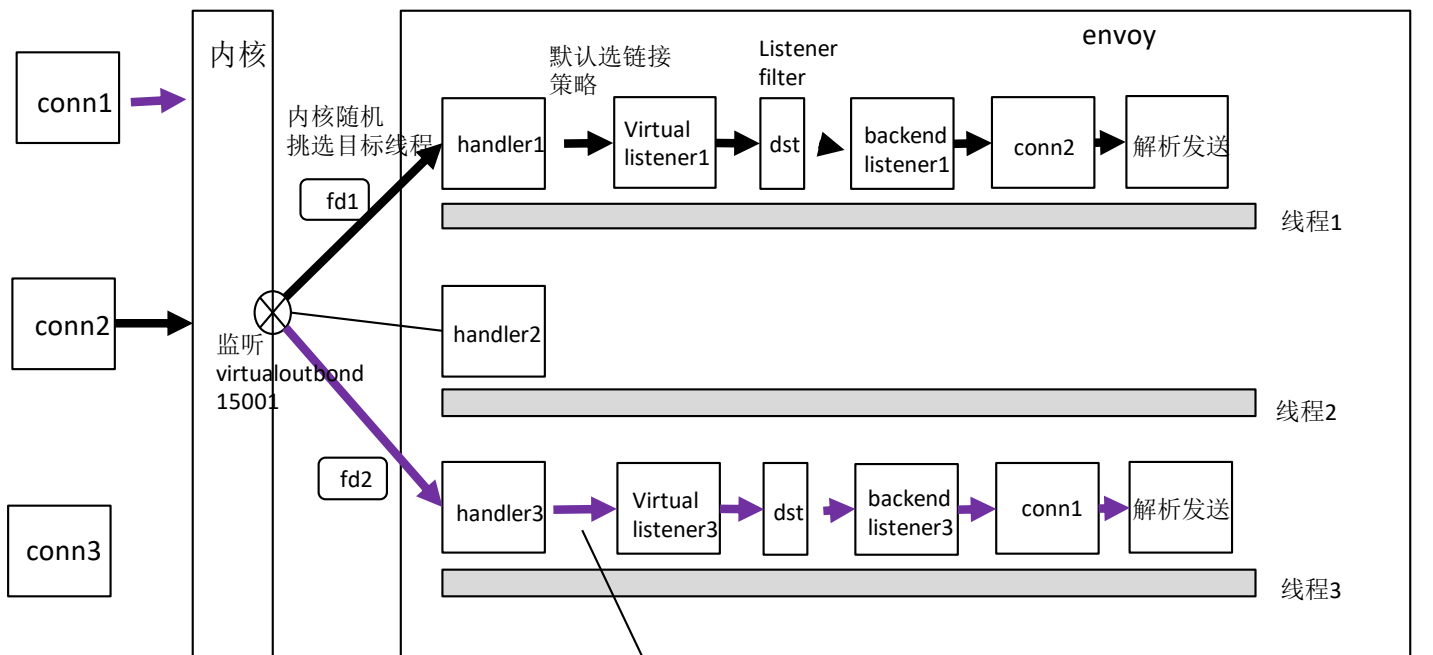 envoy
内核
conn1
conn2
conn3
监听
virtualoutbond
15001
内核随机
挑选目标线程
fd1
fd2
默认选链接
策略
Listener
filter
handler1
Virtual
listener1
dst
backend
listener1
conn2
解析发送
线程1
handler2
线程2
handler3
Virtual
listener3
dst
backend
listener3
conn1
解析发送
线程3